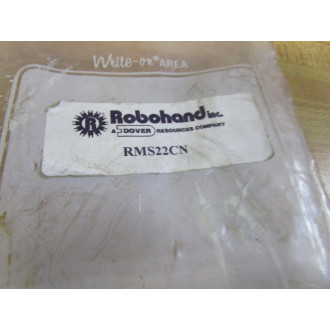 Write-on® AREA
R Robohand inc.
A DOVER RESOURCES COMPANY
RMS22CN